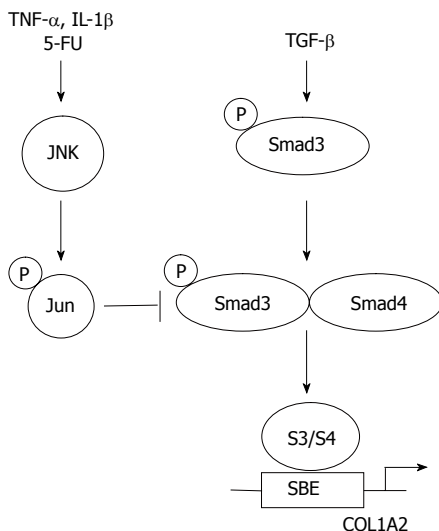 TNF-α, IL-1β
5-FU
TGF-β
P
Smad3
JNK
P
Jun
P
Smad3
Smad4
S3/S4
SBE
COL1A2